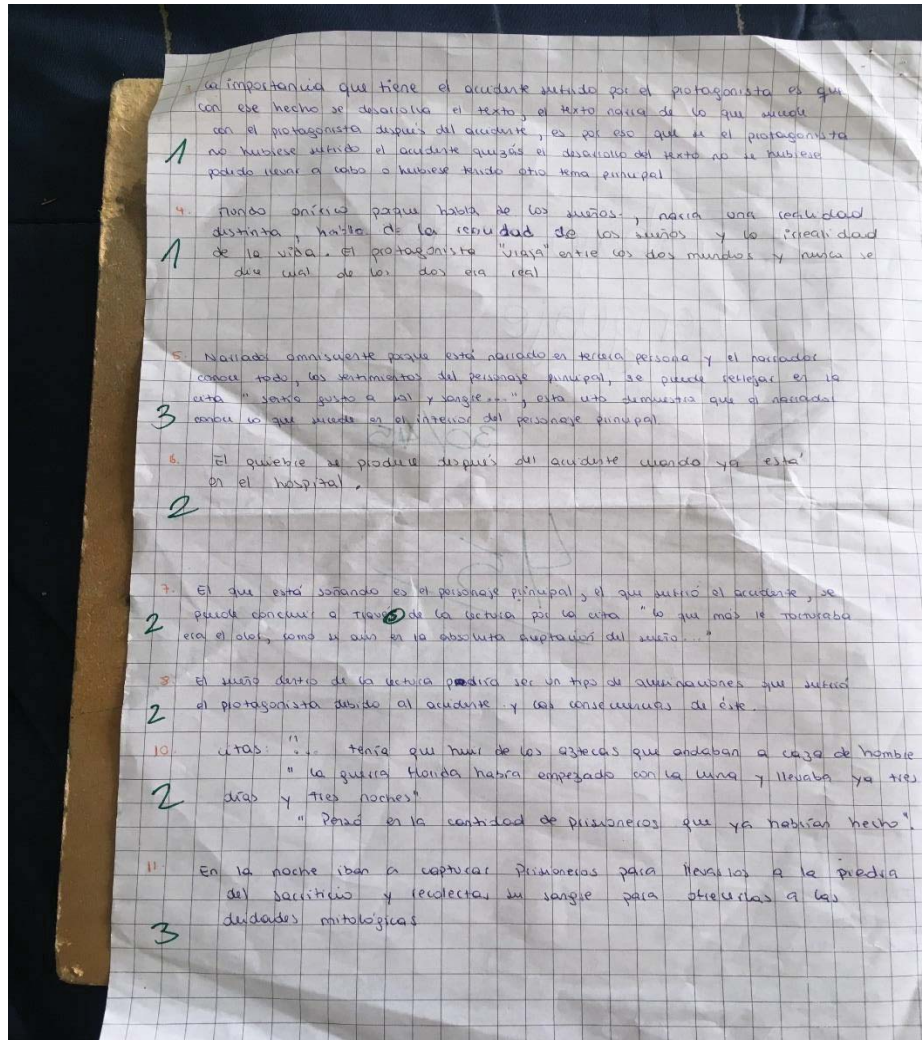 La importancia que tiene el accidente sufrido por el protagonista es que
con ese hecho se desarrolla el texto, el texto narra de lo que sucede
con el protagonista después del accidente, es por eso que si el protagonista
no hubiese sufrido el accidente quizás el desarrollo del texto no se hubiese
podido llevar a cabo o hubiese tenido otro tema principal
1
4. Mundo onírico porque habla de los sueños, narra una realidad
distinta, habla de la realidad de los sueños y lo irrealidad
de la vida. El protagonista "viaja" entre los dos mundos y nunca se
dice cual de los dos era real
1
5. Narrador omnisciente porque está narrado en tercera persona y el narrador
conoce todo, los sentimientos del personaje principal, se puede reflejar en la
cita "sentía gusto a sal y sangre...", esta cita demuestra que el narrador
conoce lo que sucede en el interior del personaje principal.
3
6. El quiebre se produce después del accidente cuando ya está
en el hospital.
2
7. El que está soñando es el personaje principal, el que sufrió el accidente, se
puede concluir a traves de la lectura por la cita "lo que más le torturaba
era el olor, como si aún en la absoluta aceptación del sueño..."
2
8. El sueño dentro de la lectura podria ser un tipo de que sufrió
el protagonista debido al accidente y las consecuencias de éste.
2
10. citas: "... tenía que huir de los aztecas que andaban a caza de hombre
"La guerra florida había empezado con la luna y llevaba ya tres
días y tres noches"
"Pensó en la cantidad de prisioneros que ya habrían hecho"
2
11. En la noche iban a capturar Prisioneros para llevarlos a la piedra
del sacrificio y recolectar su sangre para ofrecerlas a las
deidades mitológicas
3